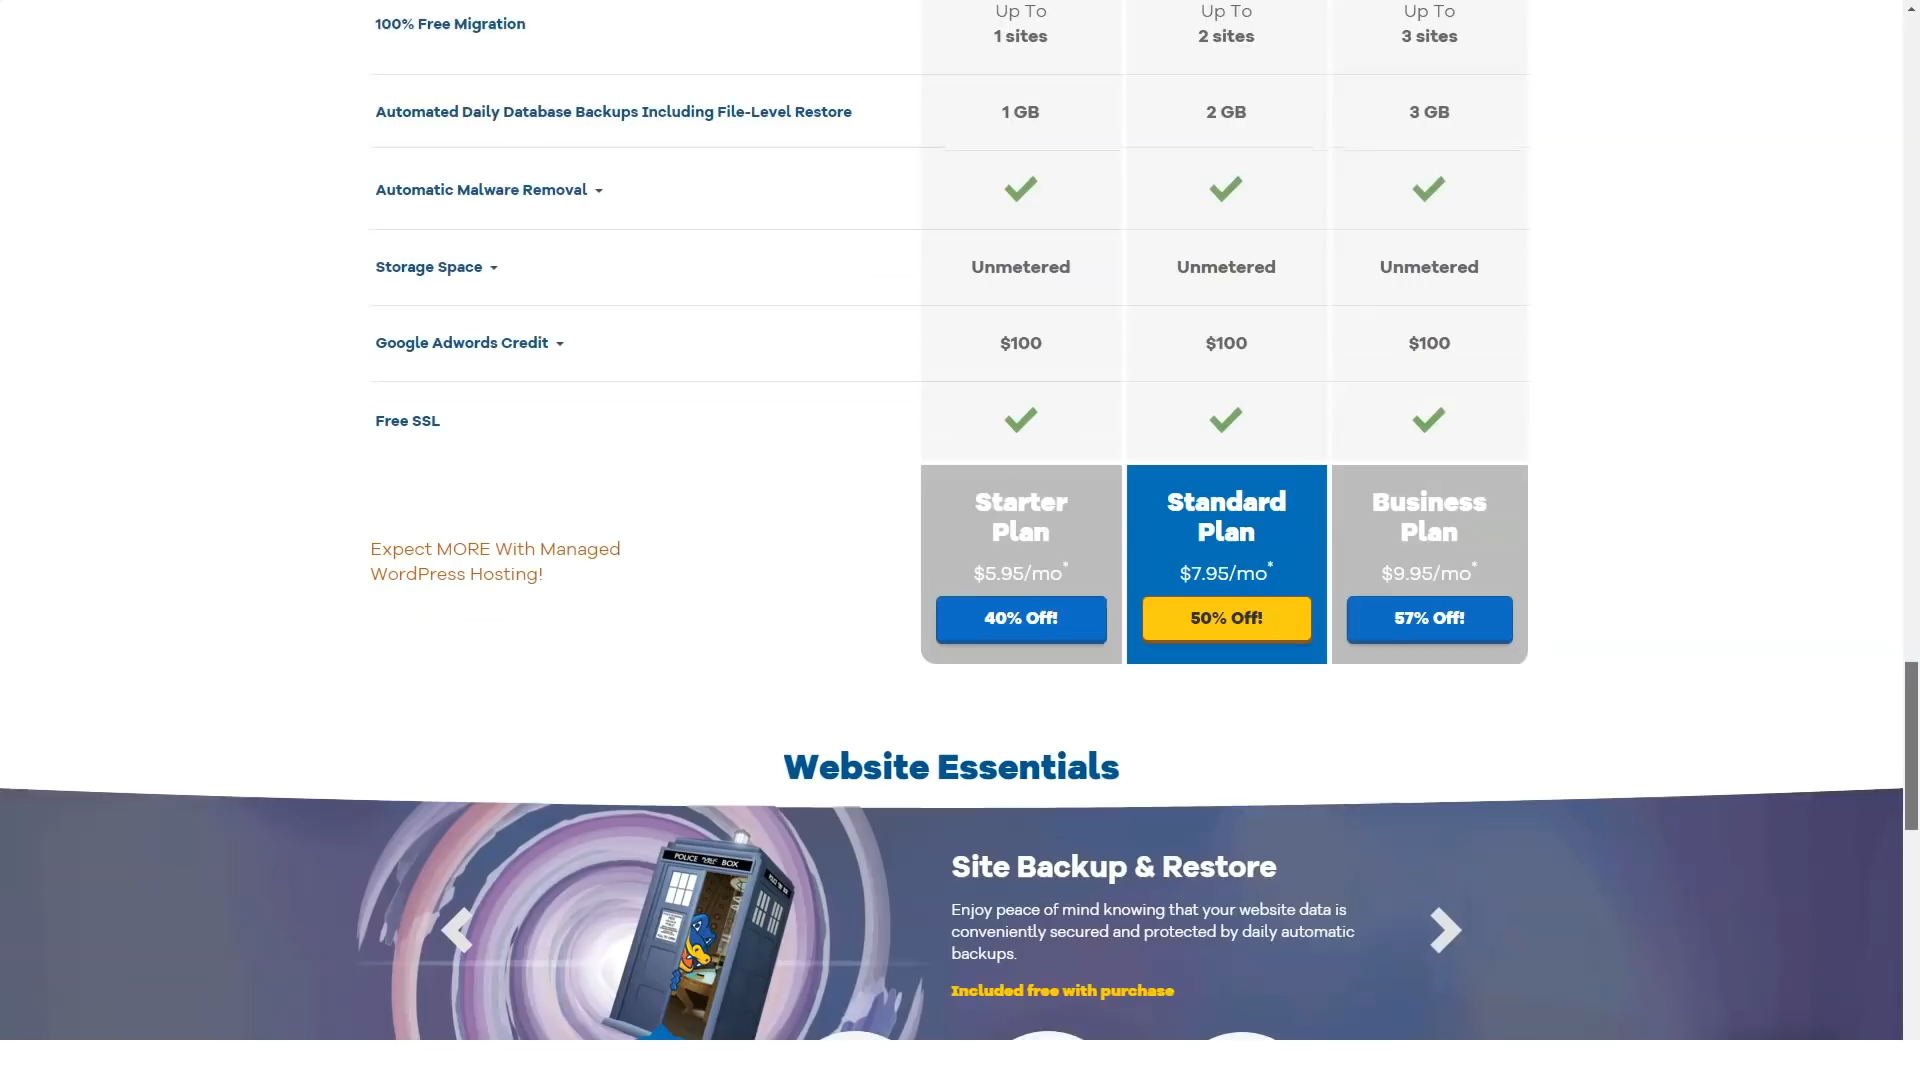 Up To
Up To
Up To
100% Free Migration
1 sites
2 sites
3 sites
Automated Daily Database Backups Including File-Level Restore
1 GB
2 GB
3 GB
Automatic Malware Removal
Storage Space
Unmetered
Unmetered
Unmetered
Google Adwords Credit
$100
$100
$100
Free SSL
Expect MORE With Managed
WordPress Hosting!
Starter
Plan
$5.95/mo*
40% Off!
Standard
Plan
$7.95/mo*
50% Off!
Business
Plan
$9.95/mo*
57% Off!
Website Essentials
POLICE PUBLIC CALL BOX
Site Backup & Restore
Enjoy peace of mind knowing that your website data is
conveniently secured and protected by daily automatic
backups.
Included free with purchase